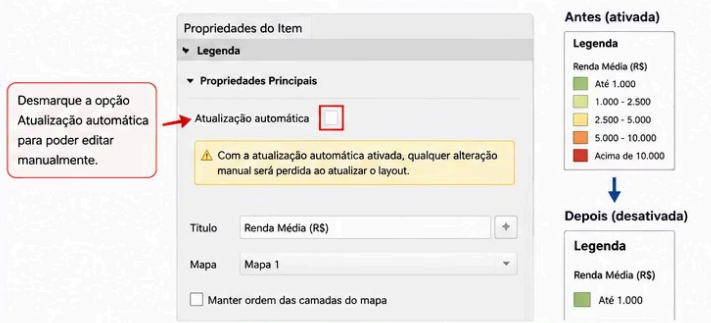 Propriedades do Item
Legenda
Propriedades Principais
Desmarque a opção
Atualização automática
para poder editar
manualmente.
Atualização automática
Com a atualização automática ativada, qualquer alteração
manual será perdida ao atualizar o layout.
Título
Renda Média (R$)
Mapa
Mapa 1
Manter ordem das camadas do mapa
Antes (ativada)
Legenda
Renda Média (R$)
Até 1.000
1.000 - 2.500
2.500 - 5.000
5.000 - 10.000
Acima de 10.000
Depois (desativada)
Legenda
Renda Média (R$)
Até 1.000